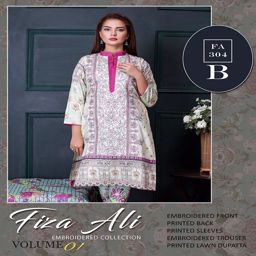 FA
304
B
Fiza Ali
EMBROIDERED COLLECTION
VOLUME 01
EMBROIDERED FRONT
PRINTED BACK
PRINTED SLEEVES
EMBROIDERED TROUSER
PRINTED LAWN DUPATTA